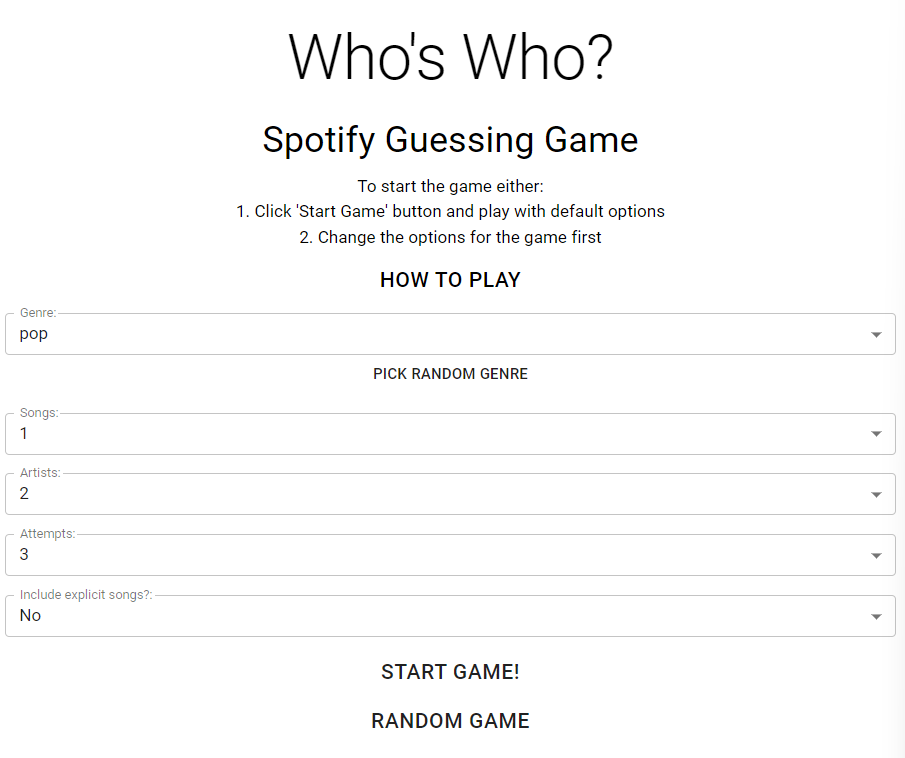 Who's Who?
Spotify Guessing Game
To start the game either:
1. Click 'Start Game' button and play with default options
2. Change the options for the game first
HOW TO PLAY
Genre:
pop
PICK RANDOM GENRE
Songs:
1
Artists:
2
Attempts:
3
Include explicit songs?:
No
START GAME!
RANDOM GAME